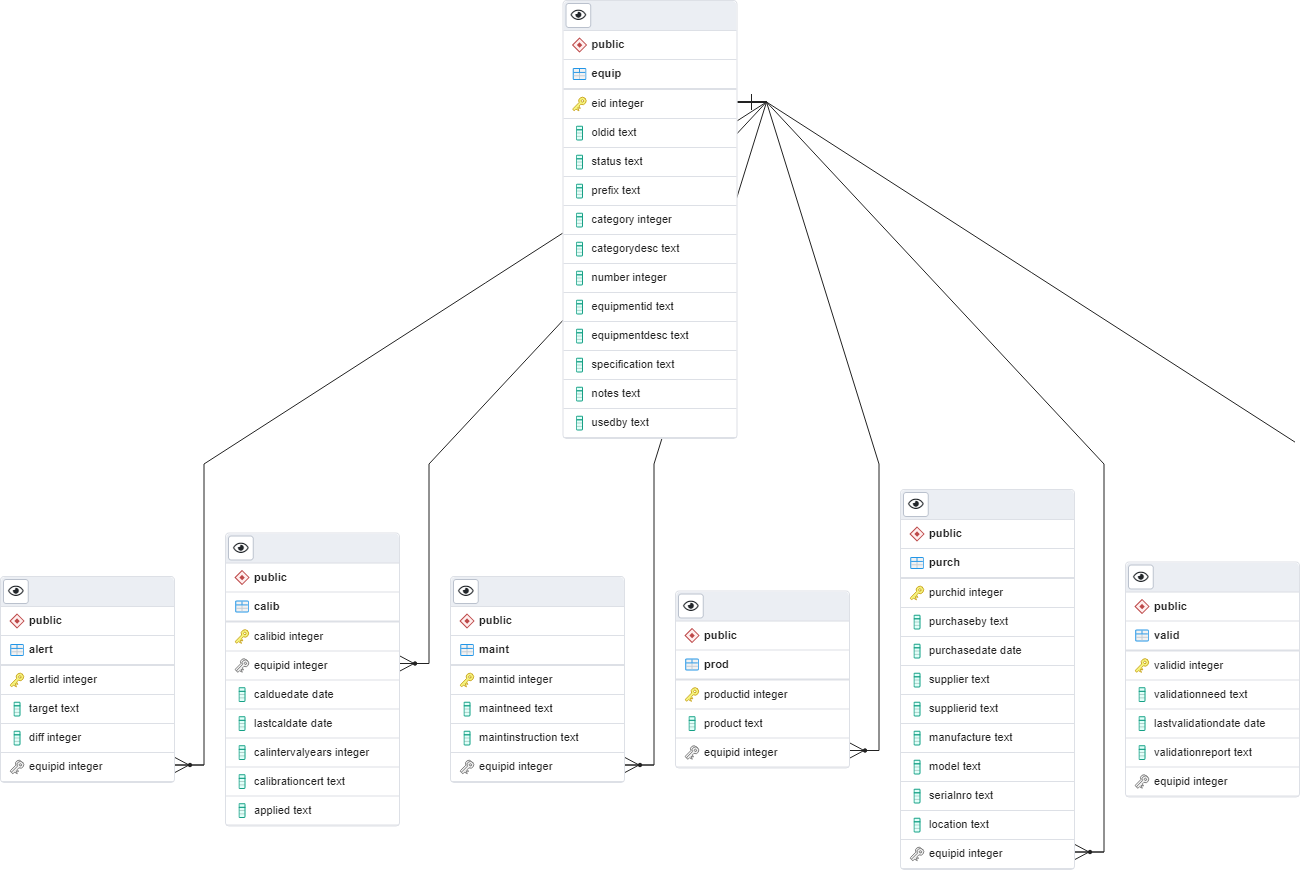 public
equip
eid integer
oldid text
status text
prefix text
category integer
categorydesc text
number integer
equipmentid text
equipmentdesc text
specification text
notes text
usedby text
public
alert
alertid integer
target text
diff integer
equipid integer
public
calib
calibid integer
equipid integer
calduedate date
lastcaldate date
calintervalyears integer
calibrationcert text
applied text
public
maint
maintid integer
maintneed text
maintinstruction text
equipid integer
public
prod
productid integer
product text
equipid integer
public
purch
purchid integer
purchaseby text
purchasedate date
supplier text
supplierid text
manufacture text
model text
serialnro text
location text
equipid integer
public
valid
validid integer
validationneed text
lastvalidationdate date
validationreport text
equipid integer